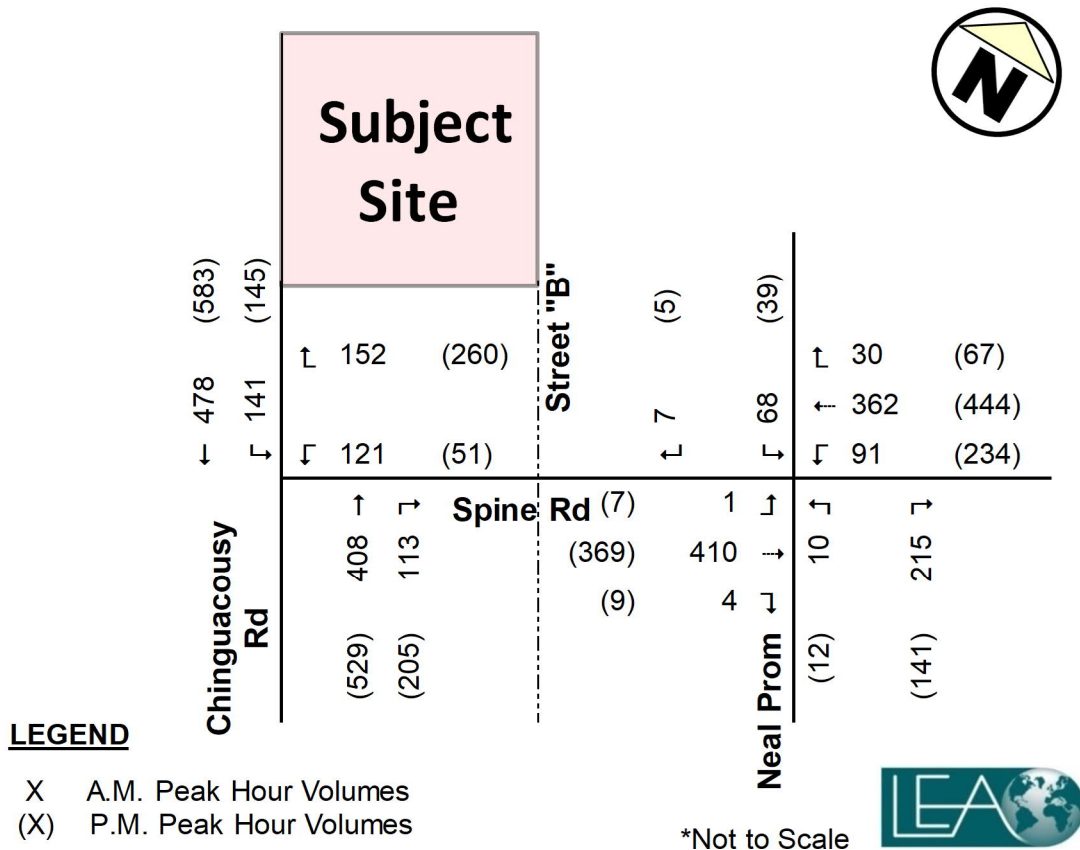 Subject
Site
N
(583)
(145)
Street "B"
(5)
(39)
↱ 152 (260)
↑ 30 (67)
478
141
7
68
⇠ 362 (444)
↓ 121 (51)
91 (234)
Spine Rd
(7) 1
(369) 410
(9) 4
408
113
10
215
Chinguacousy
Rd
(529)
(205)
Neal Prom
(12)
(141)
LEGEND
X A.M. Peak Hour Volumes
(X) P.M. Peak Hour Volumes
*Not to Scale
LEA